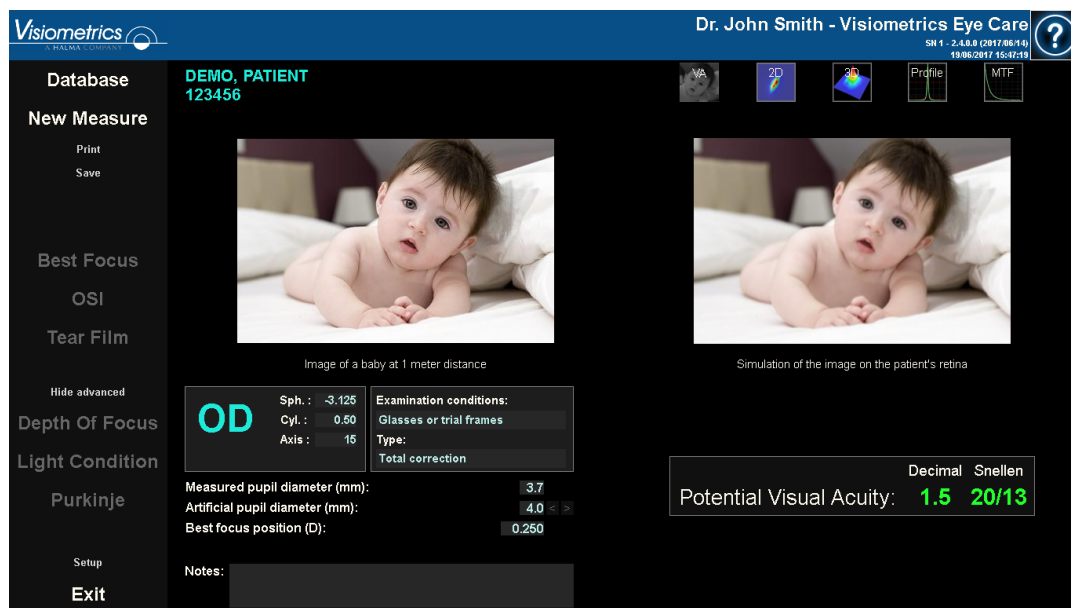 Visiometrics
A HALMA COMPANY
Dr. John Smith - Visiometrics Eye Care
SN 1 - 2.4.0.0 (2017/06/14)
19/06/2017 15:47:19
?
Database
New Measure
Print
Save
Best Focus
OSI
Tear Film
Hide advanced
Depth Of Focus
Light Condition
Purkinje
Setup
Exit
DEMO, PATIENT
123456
VA
2D
3D
Profile
MTF
Image of a baby at 1 meter distance
Simulation of the image on the patient's retina
OD
Sph. : -3.125
Cyl. : 0.50
Axis : 15
Examination conditions:
Glasses or trial frames
Type:
Total correction
Measured pupil diameter (mm): 3.7
Artificial pupil diameter (mm): 4.0 < >
Best focus position (D): 0.250
Notes:
Decimal Snellen
Potential Visual Acuity: 1.5 20/13